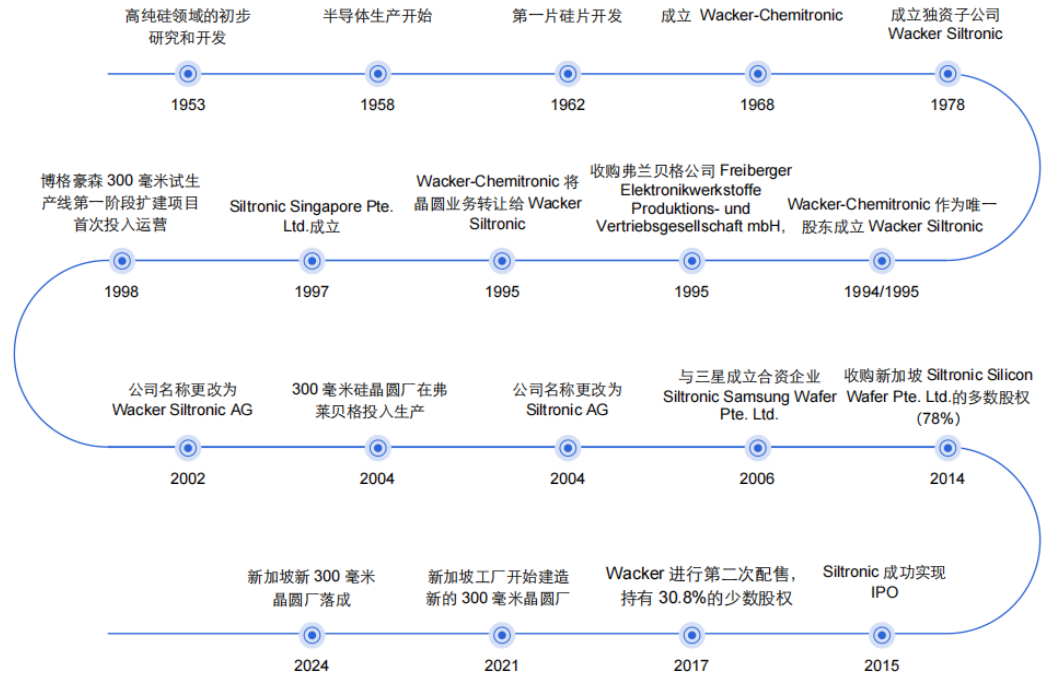 高纯硅领域的初步
研究和开发
1953
半导体生产开始
1958
第一片硅片开发
1962
成立 Wacker-Chemitronic
1968
成立独资子公司
Wacker Siltronic
1978
Wacker-Chemitronic 作为唯一
股东成立 Wacker Siltronic
1994/1995
收购弗兰贝格公司 Freiberger
Elektronikwerkstoffe
Produktions- und
Vertriebsgesellschaft mbH,
1995
Wacker-Chemitronic 将
晶圆业务转让给 Wacker
Siltronic
1995
Siltronic Singapore Pte.
Ltd.成立
1997
博格豪森 300 毫米试生
产线第一阶段扩建项目
首次投入运营
1998
公司名称更改为
Wacker Siltronic AG
2002
300 毫米硅晶圆厂在弗
莱贝格投入生产
2004
公司名称更改为
Siltronic AG
2004
与三星成立合资企业
Siltronic Samsung Wafer
Pte. Ltd.
2006
收购新加坡 Siltronic Silicon
Wafer Pte. Ltd.的多数股权
（78%）
2014
Siltronic 成功实现
IPO
2015
Wacker 进行第二次配售，
持有 30.8%的少数股权
2017
新加坡工厂开始建造
新的 300 毫米晶圆厂
2021
新加坡新 300 毫米
晶圆厂落成
2024